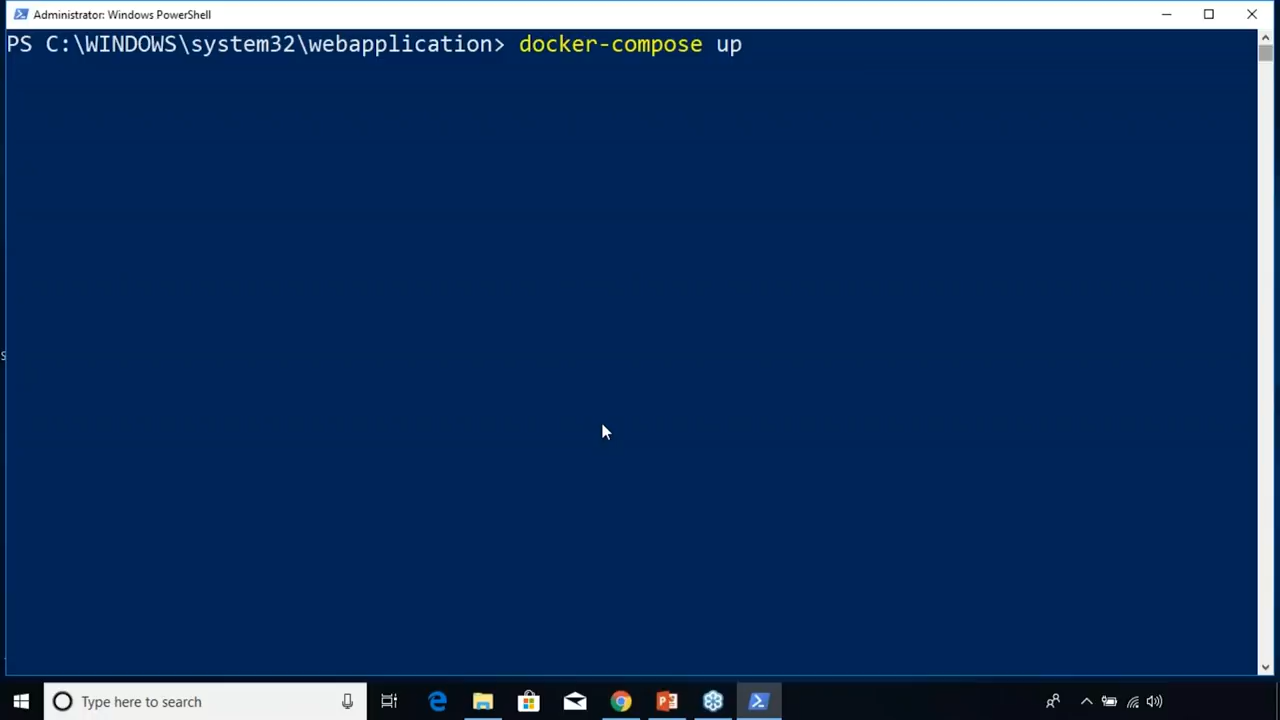 Administrator: Windows PowerShell
PS C:\WINDOWS\system32\webapplication> docker-compose up
Type here to search